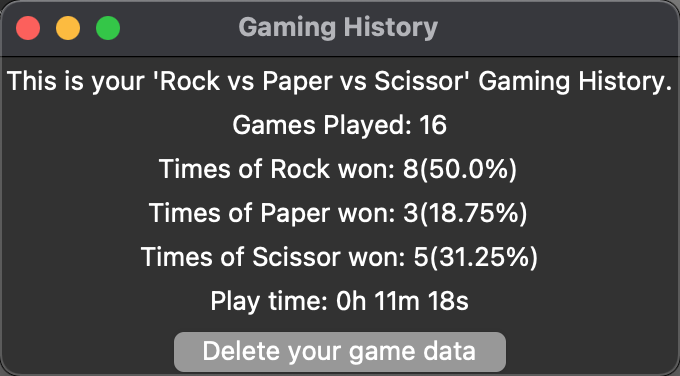 Gaming History
This is your 'Rock vs Paper vs Scissor' Gaming History.
Games Played: 16
Times of Rock won: 8(50.0%)
Times of Paper won: 3(18.75%)
Times of Scissor won: 5(31.25%)
Play time: 0h 11m 18s
Delete your game data